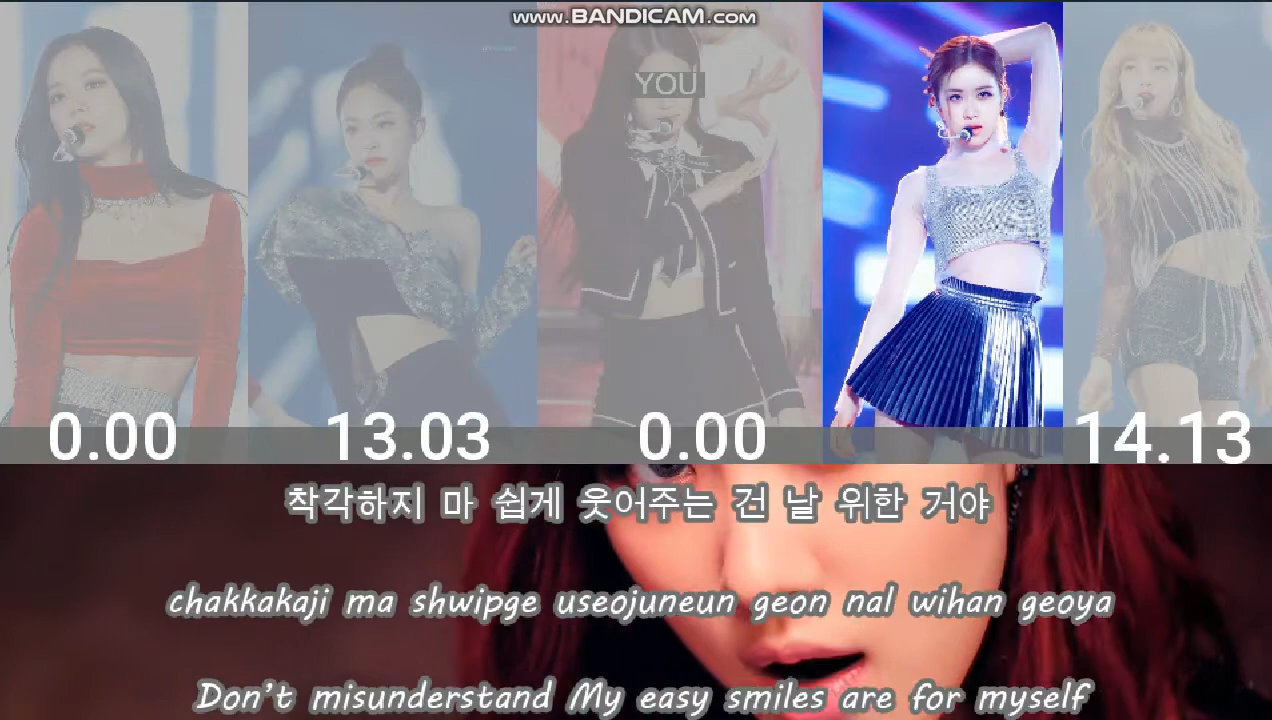 www.BANDICAM.com
YOU
0.00 13.03 0.00 14.13
착각하지 마 쉽게 웃어주는 건 날 위한 거야
chakkakaji ma shwipge useojuneun geon nal wihan geoya
Don't misunderstand My easy smiles are for myself